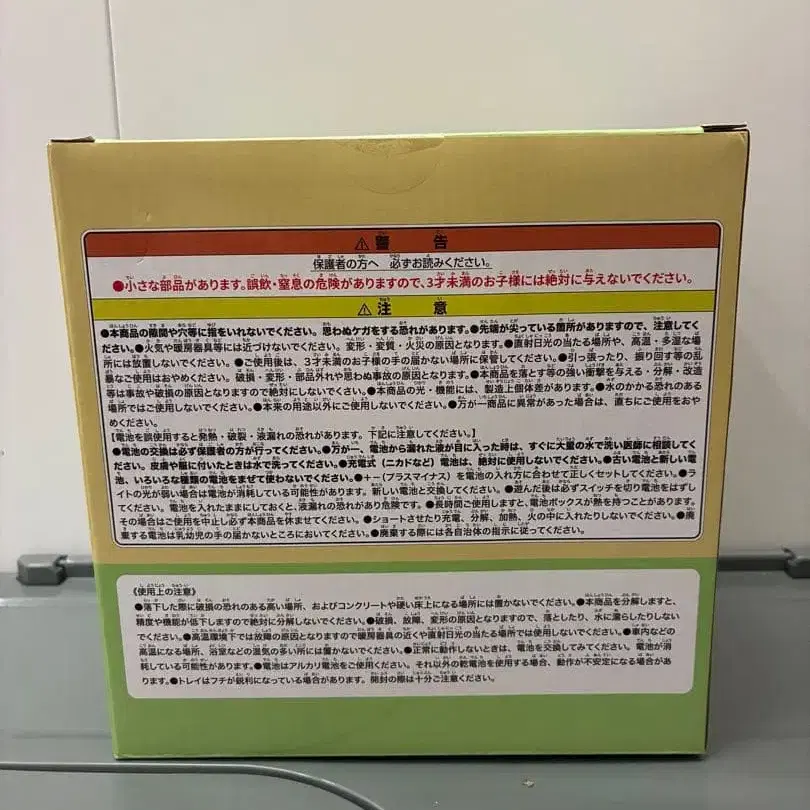 ⚠警告
保護者の方へ 必ずお読みください。
●小さな部品があります。誤飲・窒息の危険がありますので、3才未満のお子様には絶対に与えないでください。
⚠注意
●本商品の隙間や穴等に指をいれないでください。思わぬケガをする恐れがあります。●先端が尖っている箇所がありますので、注意してく
ださい。●火気や暖房器具等には近づけないでください。変形・変質・火災の原因となります。●直射日光の当たる場所や、高温・多湿な場
所には放置しないでください。●ご使用後は、3才未満のお子様の手の届かない場所に保管してください。●引っ張ったり、振り回す等の乱
暴なご使用はおやめください。破損・変形・部品外れや思わぬ事故の原因となります。●本商品を落とす等の強い衝撃を与える・分解・改造
等は事故や破損の原因となりますので絶対にしないでください。●本商品の光・機能には、製造上個体差があります。●水のかかる恐れのある
場所ではご使用しないでください。●本来の用途以外にご使用しないでください。●万が一商品に異常があった場合は、直ちにご使用をおや
めください。
【電池を誤使用すると発熱・破裂・液漏れの恐れがあります。下記に注意してください。】
●電池の交換は必ず保護者の方が行ってください。●万が一、電池から漏れた液が目に入った時は、すぐに大量の水で洗い医師に相談してく
ださい。皮膚や服に付いたときは水で洗ってください。●充電式(ニカドなど)電池は、絶対に使用しないでください。●古い電池と新しい電
池、いろいろな種類の電池をまぜて使わないでください。●+-(プラスマイナス)を電池の入れ方に合わせて正しくセットしてください。●ラ
イトの光が弱い場合は電池が消耗している可能性があります。新しい電池と交換してください。●遊んだ後は必ずスイッチを切り電池をはずし
てください。電池を入れたままにしておくと、液漏れの恐れがあり危険です。●長時間ご使用しますと、電池ボックスが熱を持つことがあります。
その場合はご使用を中止し必ず本商品を休ませてください。●ショートさせたり充電、分解、加熱、火の中に入れたりしないでください。●廃
棄する電池は乳幼児の手の届かないところにおいてください。●廃棄する際には各自治体の指示に従ってください。
《使用上の注意》
●落下した際に破損の恐れのある高い場所、およびコンクリートや硬い床上になる場所には置かないでください。●本商品を分解しますと、
精度や機能が低下しますので絶対に分解しないでください。●破損、故障、変形の原因となりますので、落としたり、水に濡らしたりしない
でください。●高温環境下では故障の原因となりますので暖房器具の近くや直射日光の当たる場所では使用しないでください。●車内などの
高温になる場所、浴室などの湿気の多い所には置かないでください。●正常に動作しないときは、電池を交換してみてください。電池が消
耗している可能性があります。●電池はアルカリ電池をご使用ください。それ以外の乾電池を使用する場合、動作が不安定になる場合があ
ります。●トレイはフチが鋭利になっている場合があります。開封の際は十分ご注意ください。